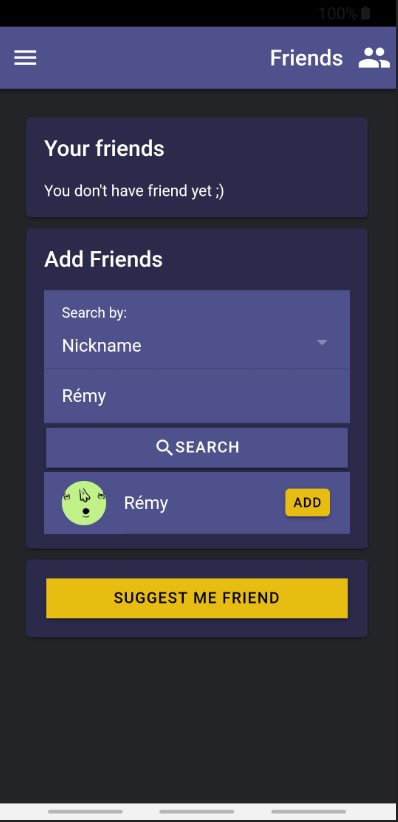 100%
Friends
Your friends
You don't have friend yet ;)
Add Friends
Search by:
Nickname
Rémy
SEARCH
Rémy ADD
SUGGEST ME FRIEND